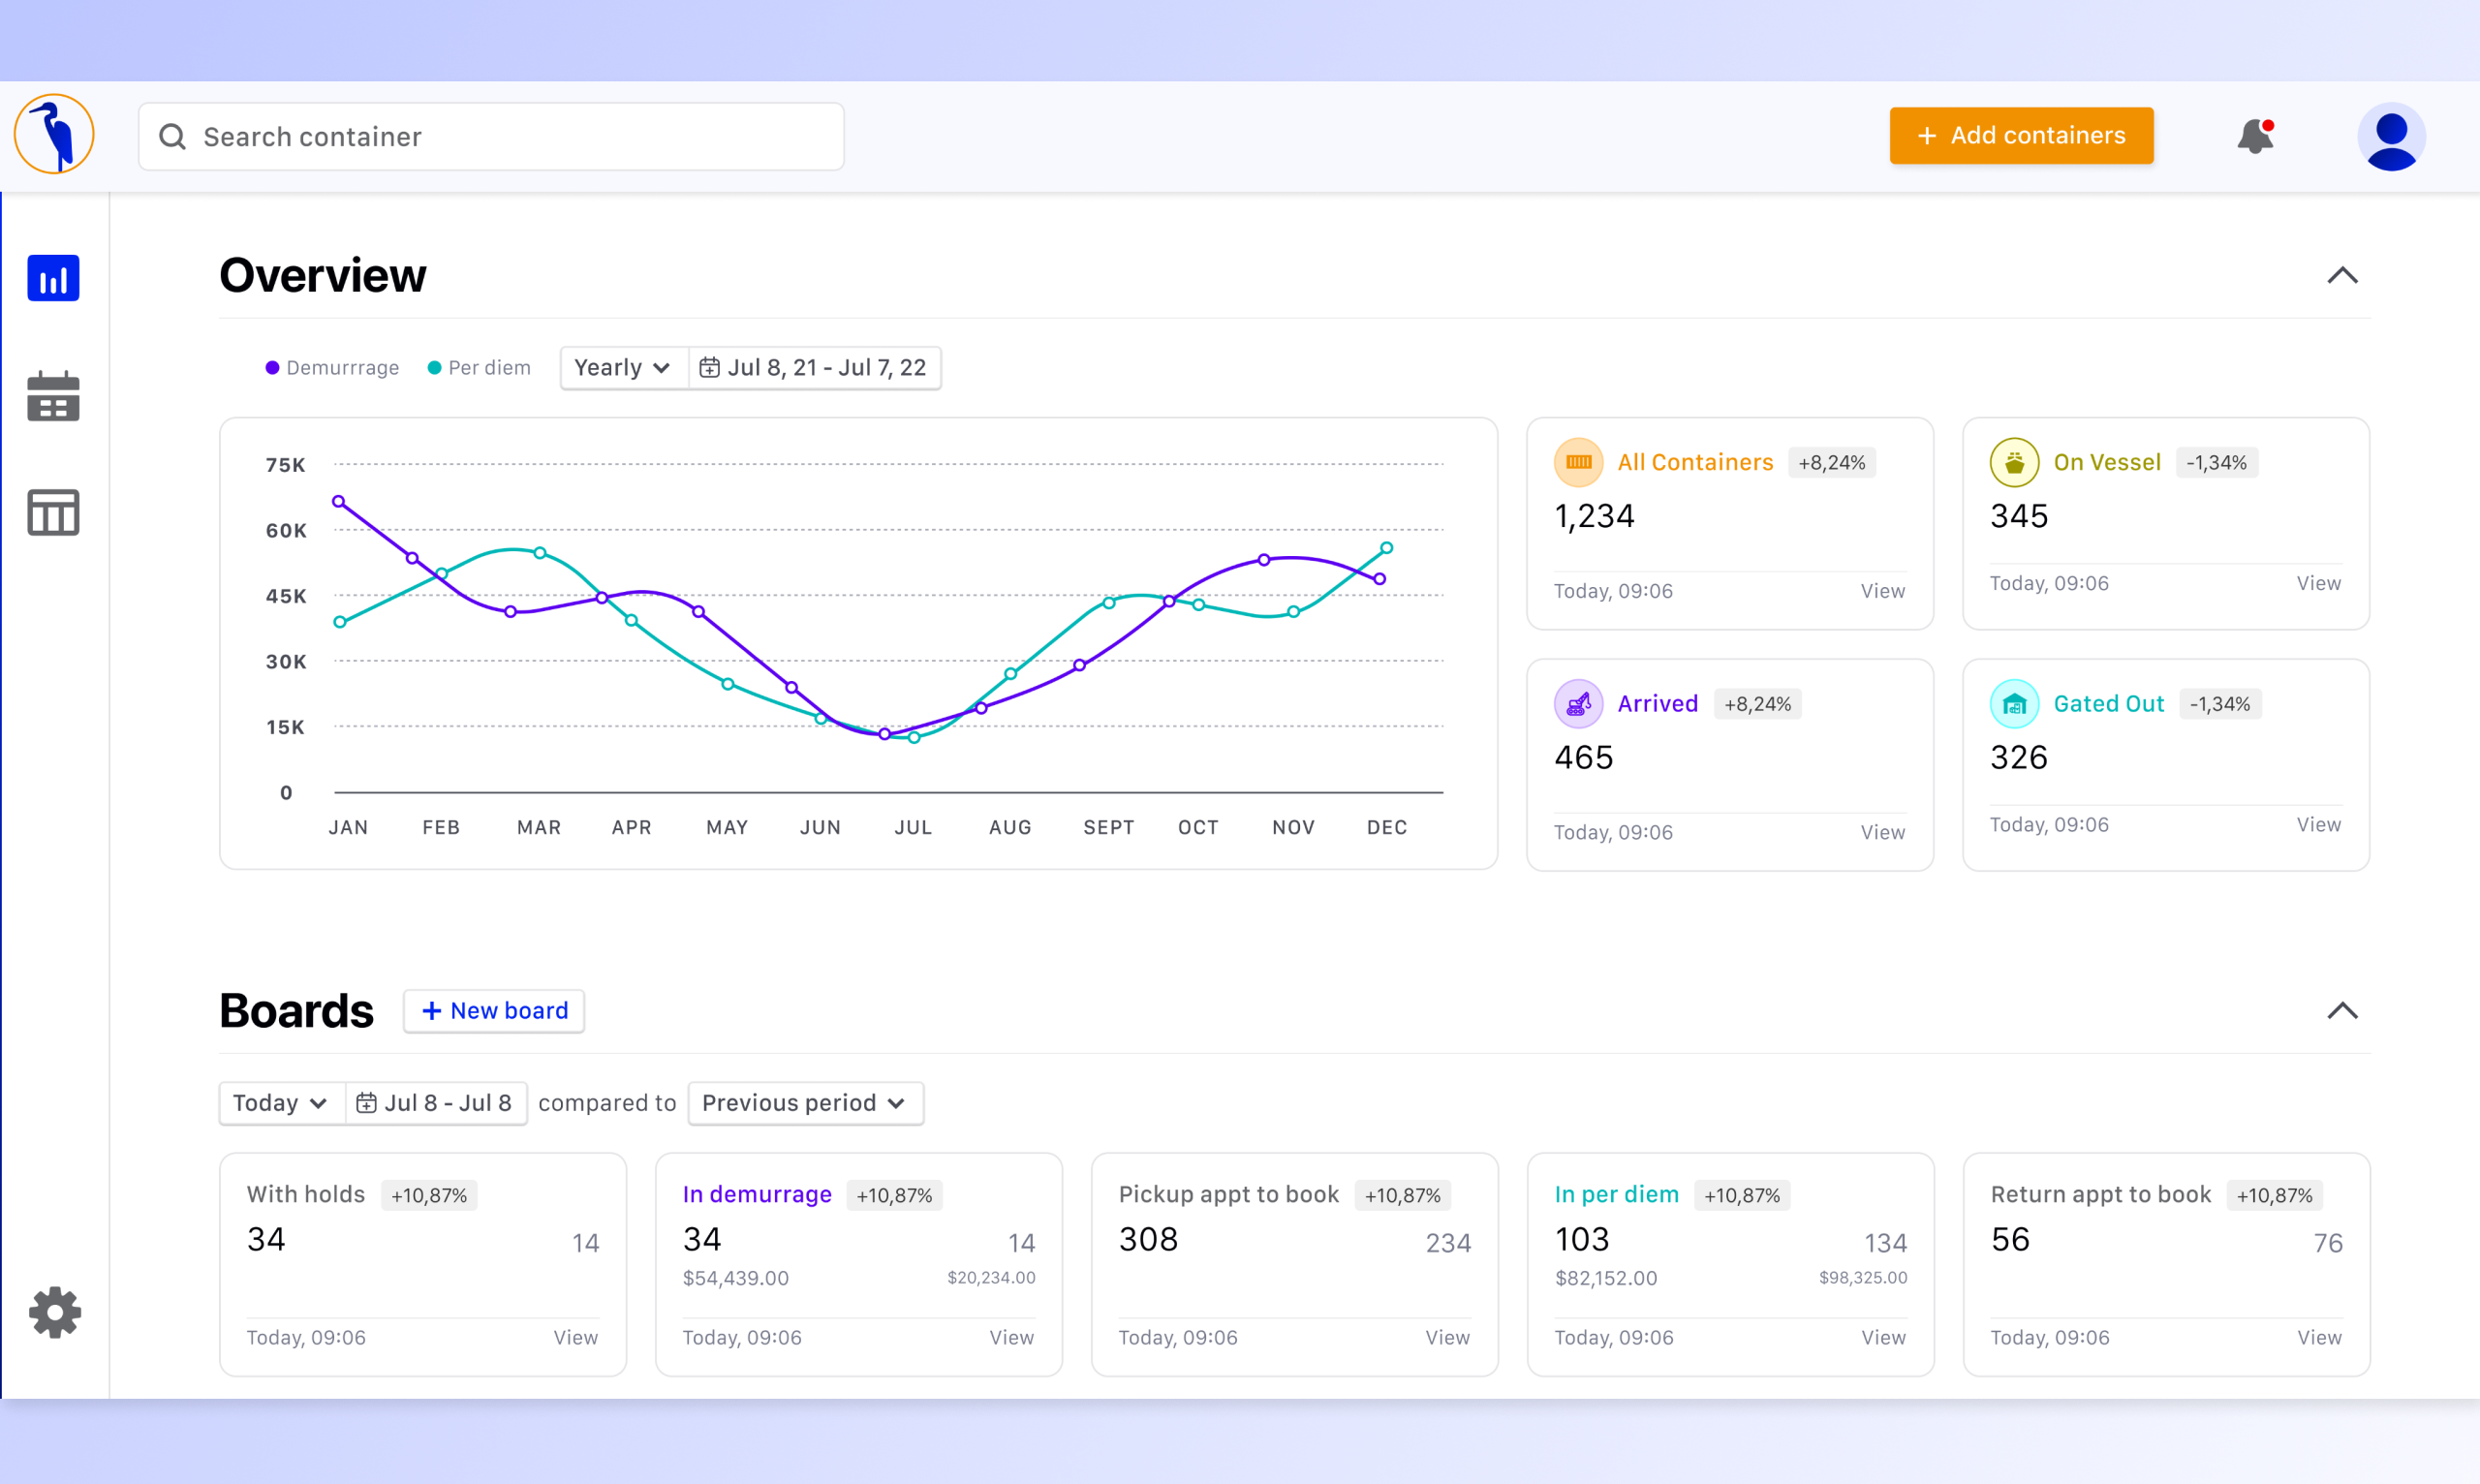 Search container
+ Add containers
Overview
Demurrrage Per diem Yearly Jul 8, 21 - Jul 7, 22
75K
60K
45K
30K
15K
0
JAN FEB MAR APR MAY JUN JUL AUG SEPT OCT NOV DEC
All Containers +8,24%
1,234
Today, 09:06 View
On Vessel -1,34%
345
Today, 09:06 View
Arrived +8,24%
465
Today, 09:06 View
Gated Out -1,34%
326
Today, 09:06 View
Boards + New board
Today Jul 8 - Jul 8 compared to Previous period
With holds +10,87%
34 14
Today, 09:06 View
In demurrage +10,87%
34 14
$54,439.00 $20,234.00
Today, 09:06 View
Pickup appt to book +10,87%
308 234
Today, 09:06 View
In per diem +10,87%
103 134
$82,152.00 $98,325.00
Today, 09:06 View
Return appt to book +10,87%
56 76
Today, 09:06 View